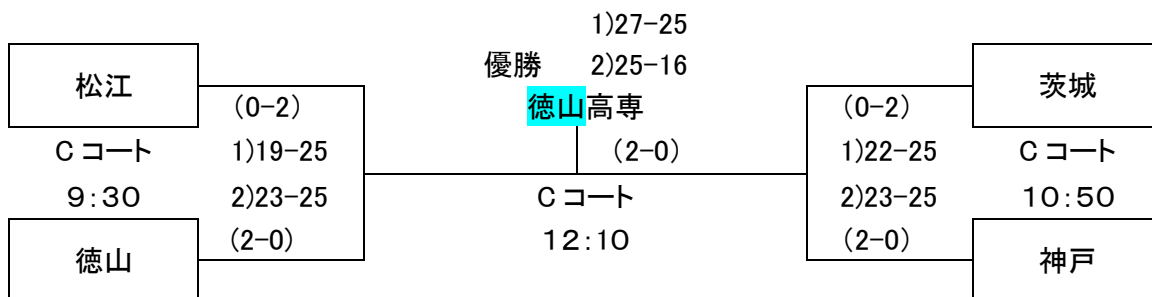 1)27-25
優勝 2)25-16
徳山高専
(2-0)
Cコート
12:10
松江
(0-2)
Cコート 1)19-25
9:30 2)23-25
(2-0)
徳山
茨城
(0-2)
1)22-25 Cコート
2)23-25 10:50
(2-0)
神戸